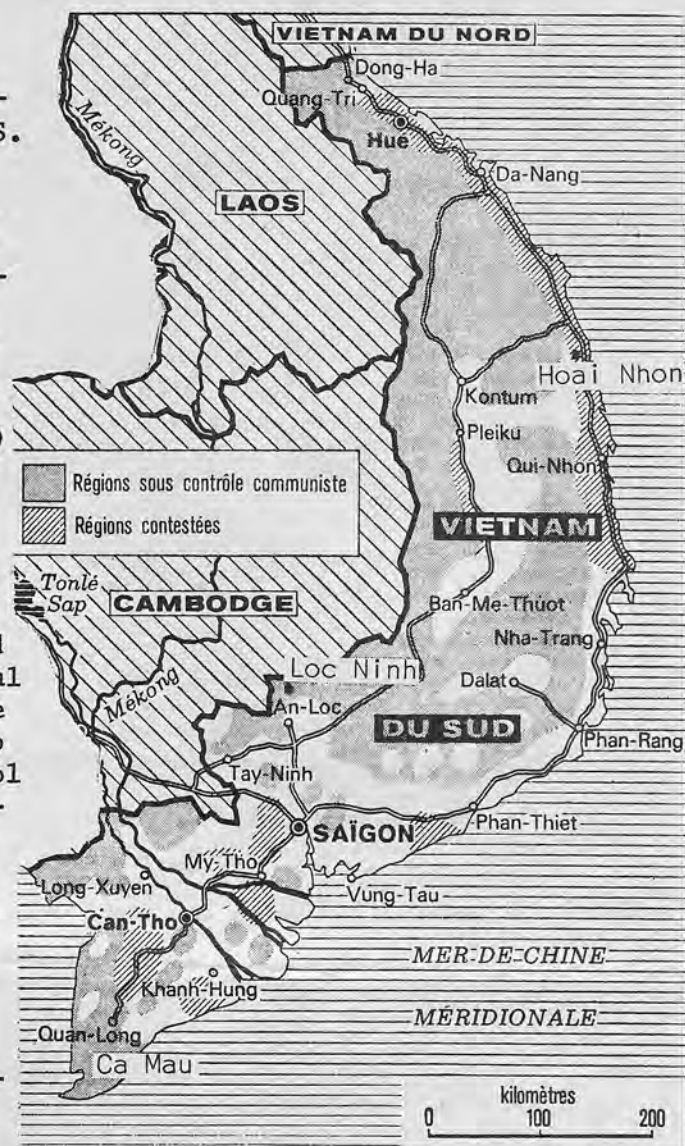 VIETNAM DU NORD
Dong-Ha
Quang-Tri
Hué
Mékong
Da-Nang
LAOS
Hoai Nhon
Kontum
Pleiku
Qui-Nhon
Régions sous contrôle communiste
Régions contestées
VIETNAM
Tonlé
Sap
CAMBODGE
Ban-Me-Thuot
Nha-Trang
Loc Ninh
Dalat
Mékong
An-Loc
DU SUD
Phan-Rang
Tay-Ninh
SAÏGON
Phan-Thiet
My-Tho
Long-Xuyen
Vung-Tau
Can-Tho
MER-DE-CHINE
Khanh-Hung
MÉRIDIONALE
Quan-Long
Ca Mau
kilomètres
0 100 200